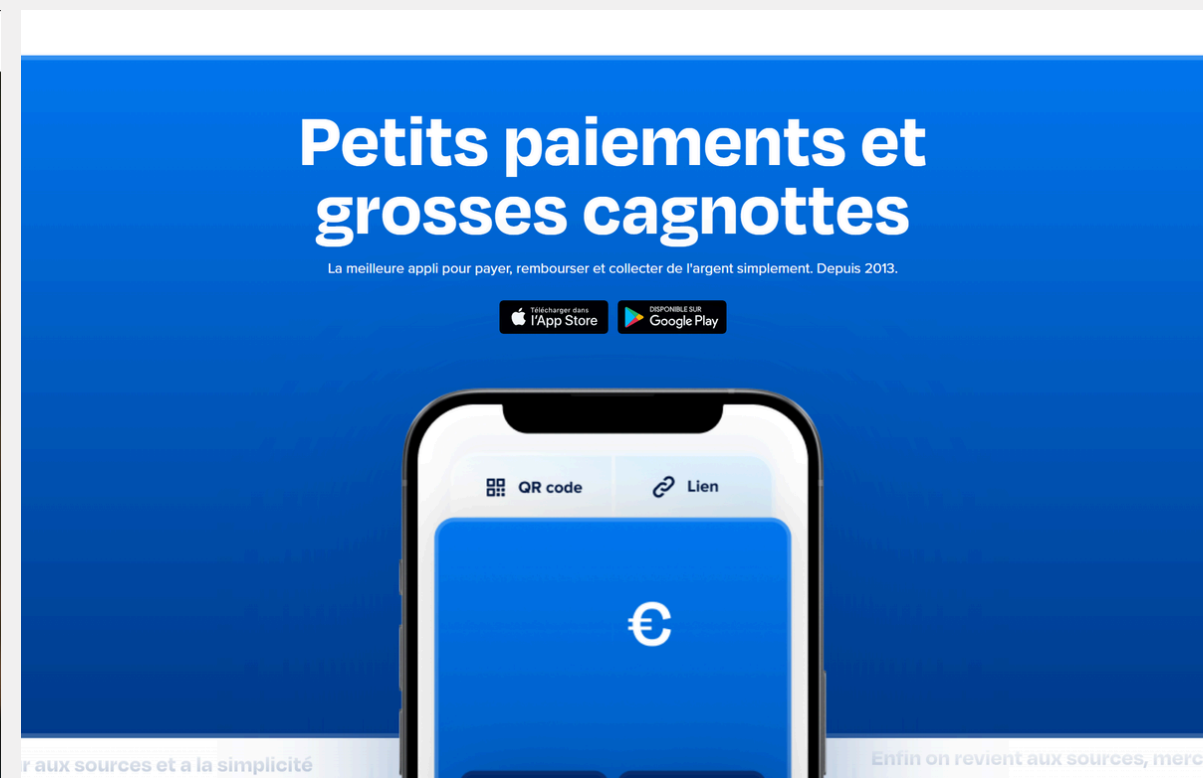 Petits paiements et
grosses cagnottes
La meilleure appli pour payer, rembourser et collecter de l'argent simplement. Depuis 2013.
Télécharger dans
l'App Store
DISPONIBLE SUR
Google Play
QR code
Lien
€
aux sources et a la simplicité
Enfin on revient aux sources,